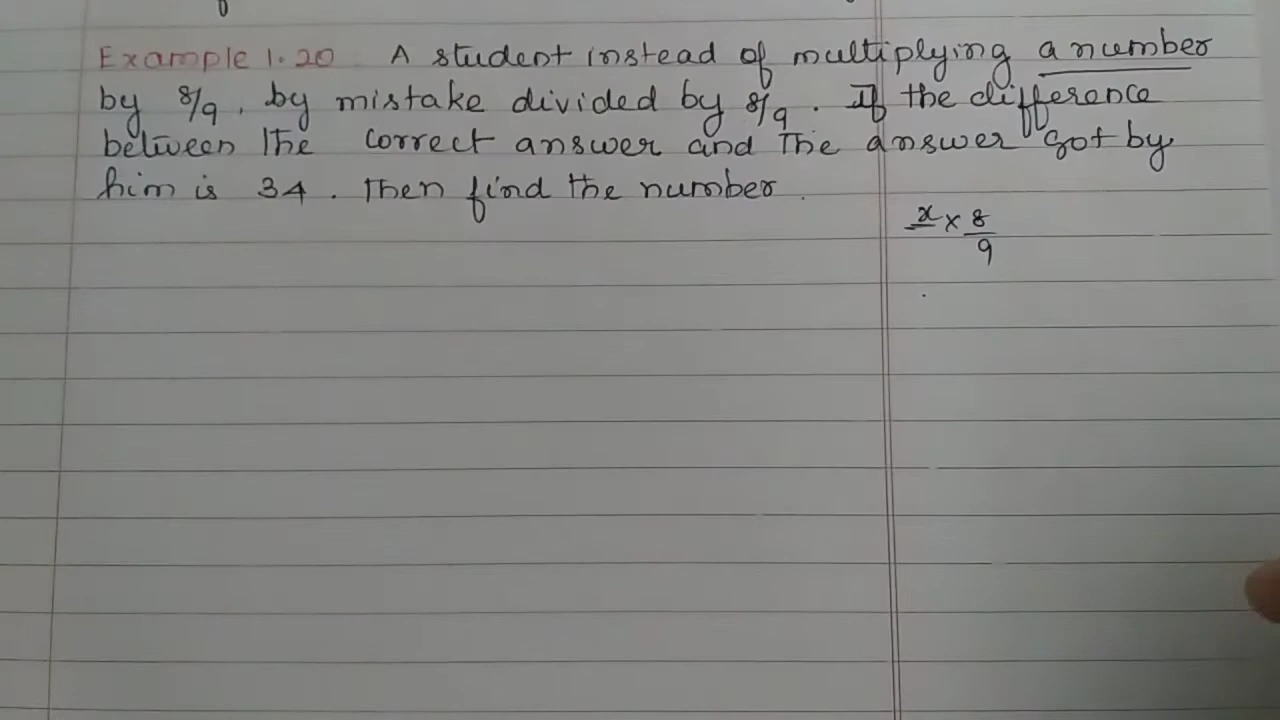 Example 1.20 A student instead of multiplying a number
by 8/9, by mistake divided by 8/9. If the difference
between the correct answer and the answer got by
him is 34. Then find the number.
x × 8
9